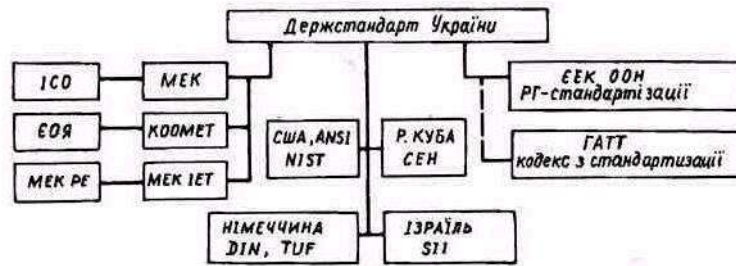 Держстандарт України
ІСО
МЕК
ЄЕК ООН
РГ-стандартізації
ЄОЯ
КООМЕТ
США, ANSI
NIST
Р. КУБА
СЕН
ГАТТ
кодекс з стандартизації
МЕК РЕ
МЕК ІЕТ
НІМЕЧЧИНА
DIN, TUF
ІЗРАЇЛЬ
SII